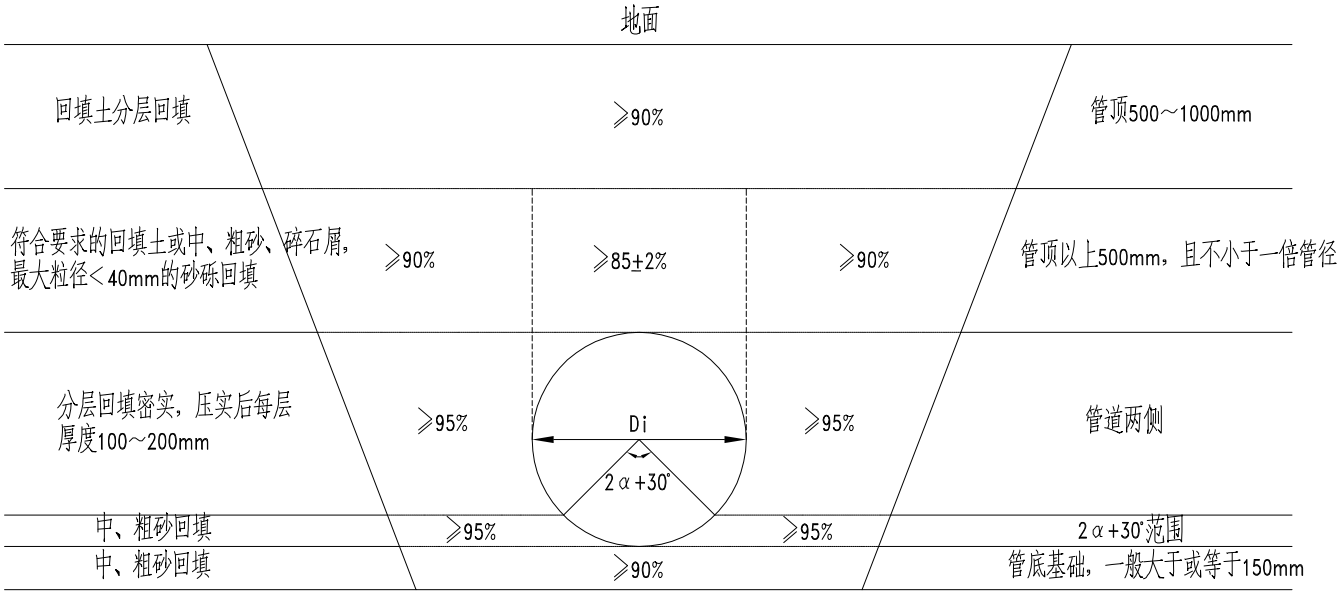 地面
回填土分层回填
≥90%
管顶500~1000mm
符合要求的回填土或中、粗砂、碎石屑，
最大粒径<40mm的砂砾回填
≥90%
≥85±2%
≥90%
管顶以上500mm，且不小于一倍管径
分层回填密实，压实后每层
厚度100~200mm
≥95%
Di
2α+30°
≥95%
管道两侧
中、粗砂回填
≥95%
≥95%
2α+30°范围
中、粗砂回填
≥90%
管底基础，一般大于或等于150mm